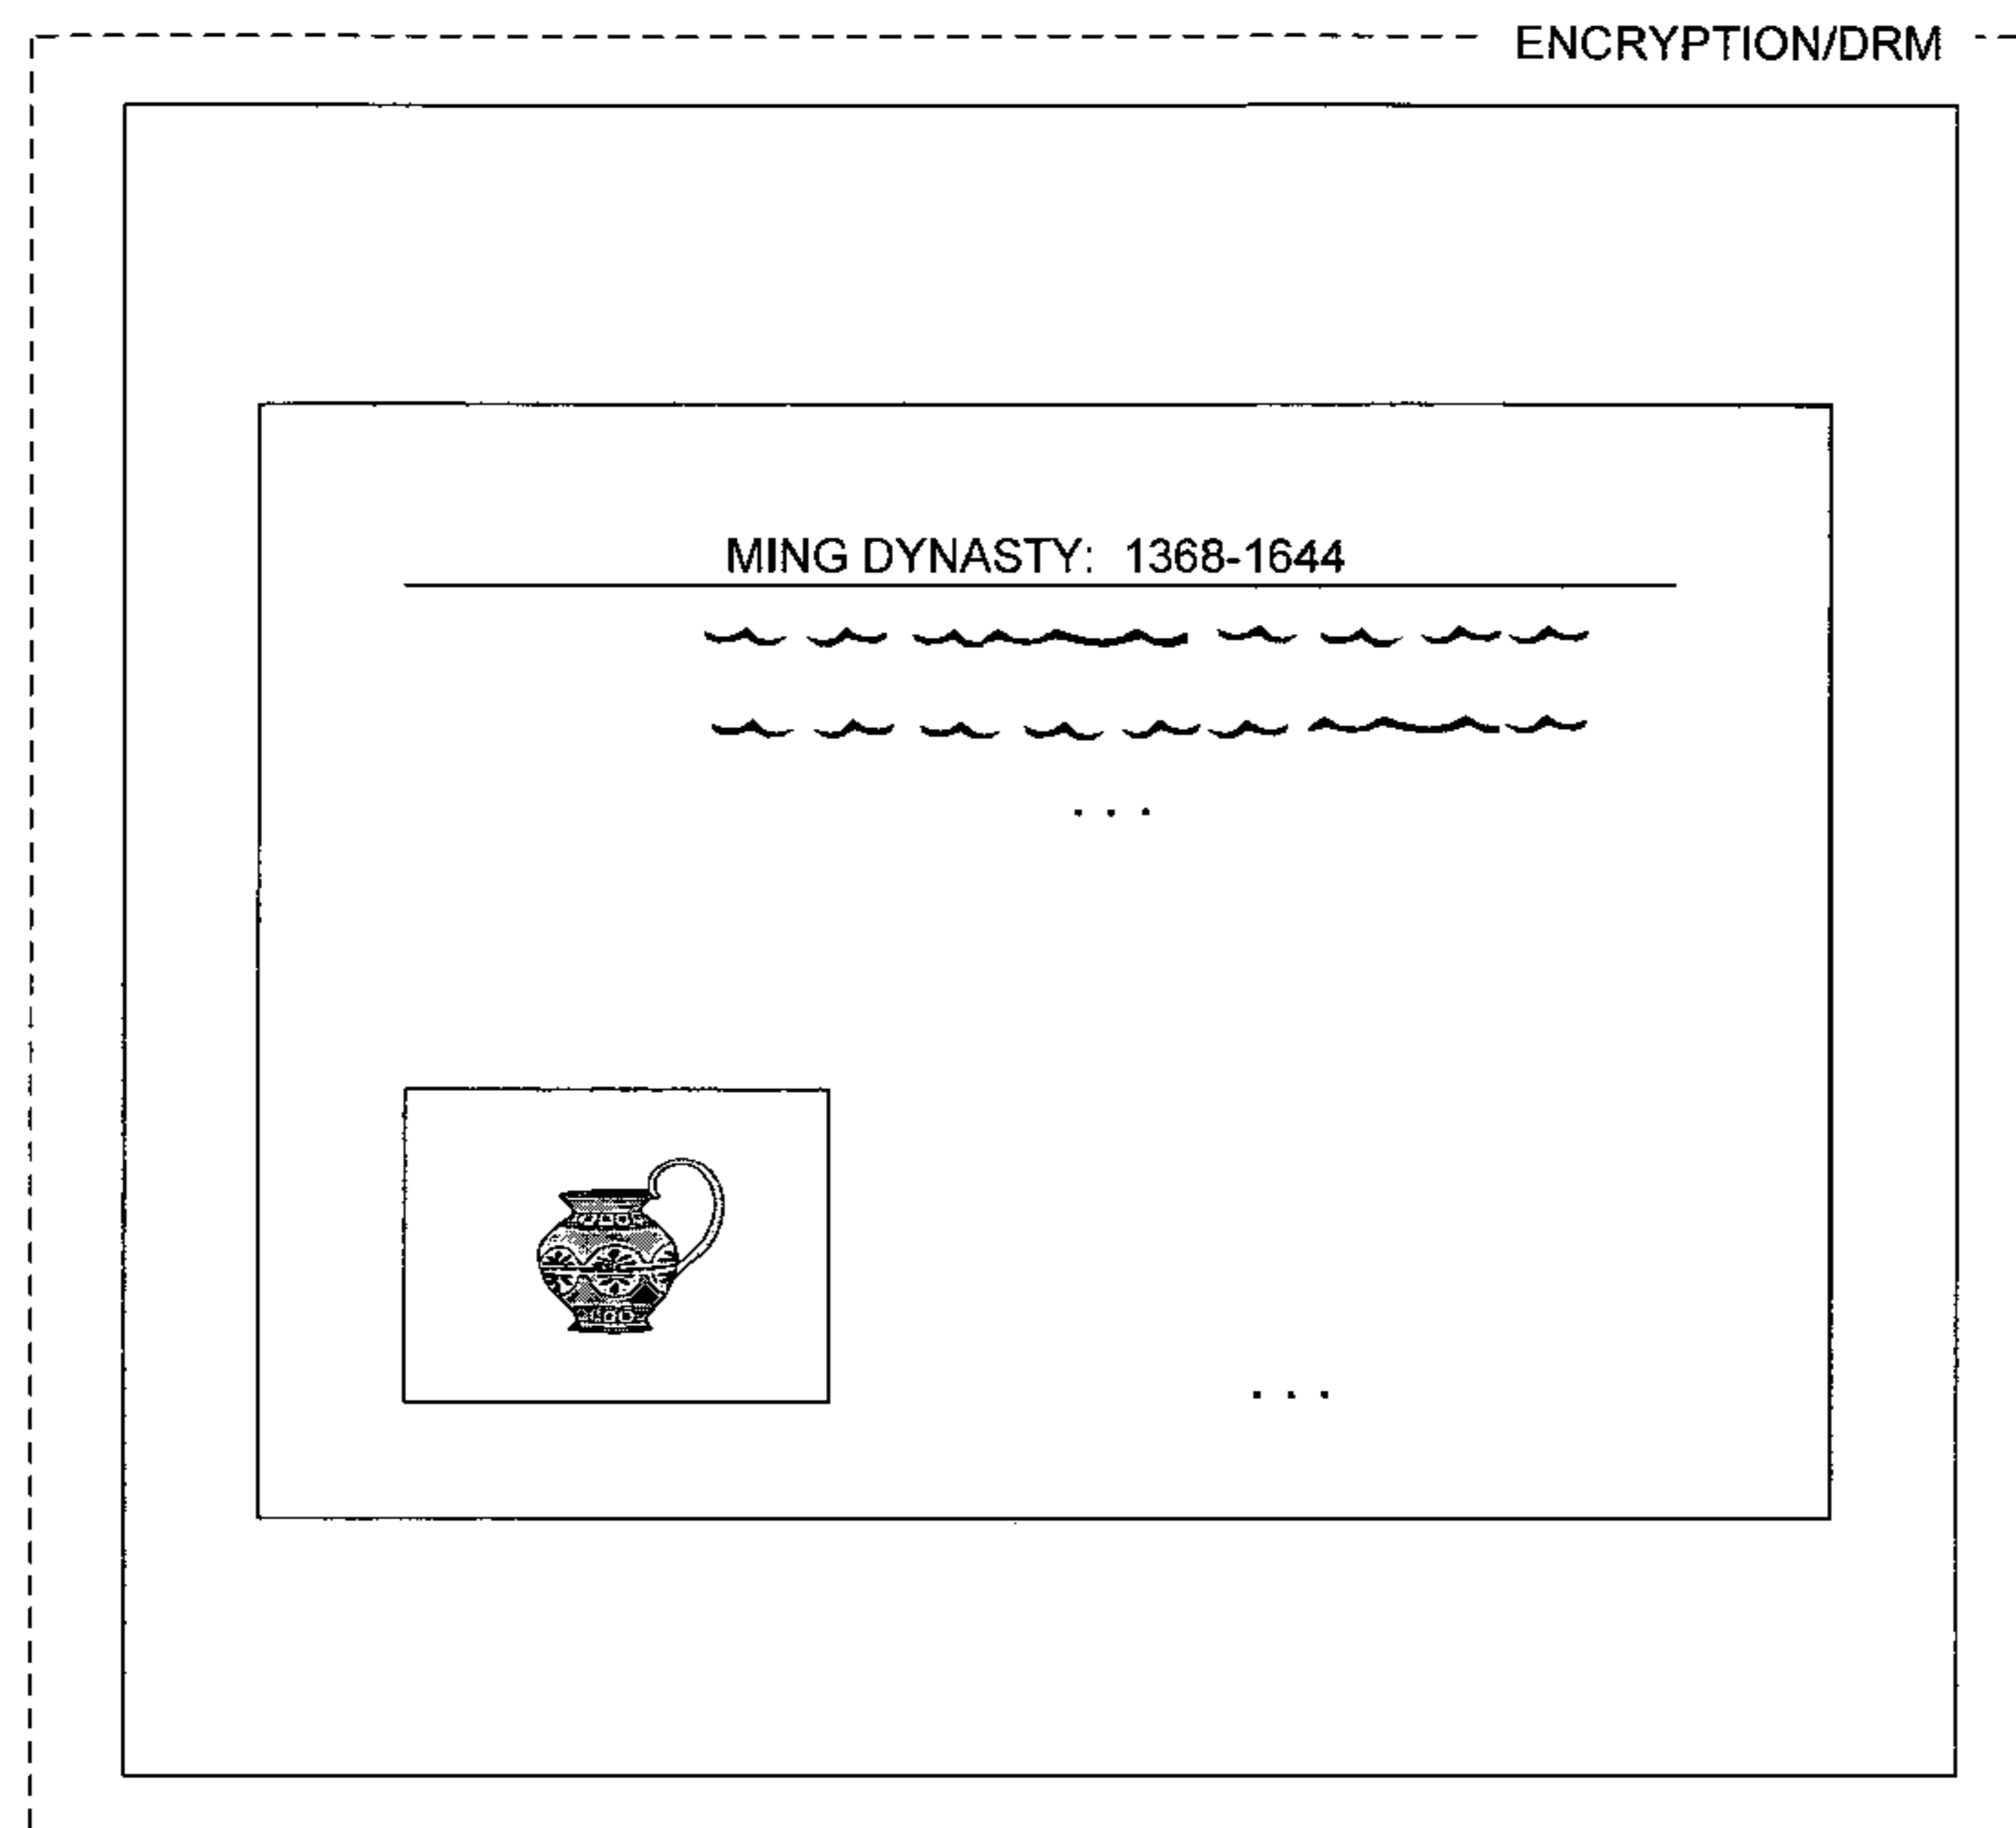 ENCRYPTION/DRM
MING DYNASTY: 1368-1644
. . .
. . .